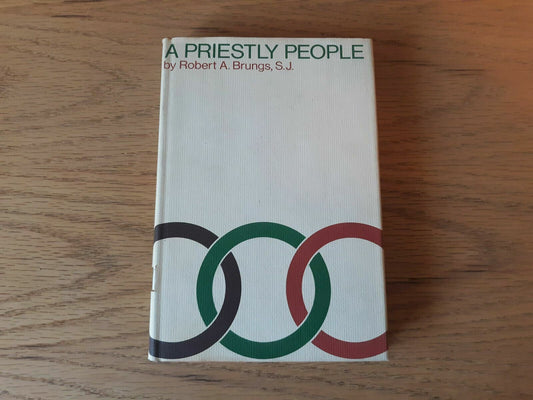 A PRIESTLY PEOPLE
by Robert A. Brungs, S.J.